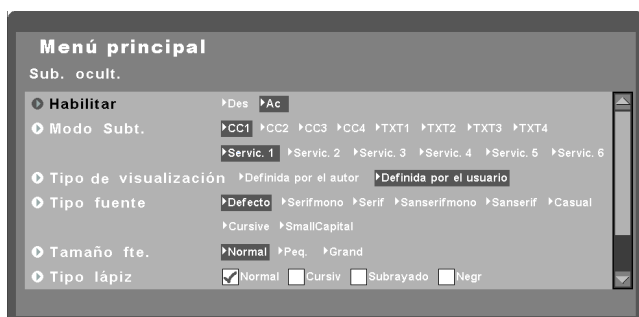 Menú principal
Sub. ocult.
Habilitar Des Ac
Modo Subt. CC1 CC2 CC3 CC4 TXT1 TXT2 TXT3 TXT4
Servic. 1 Servic. 2 Servic. 3 Servic. 4 Servic. 5 Servic. 6
Tipo de visualización Definida por el autor Definida por el usuario
Tipo fuente Defecto Serifmono Serif Sanserifmono Sanserif Casual
Cursive SmallCapital
Tamaño fte. Normal Peq. Grand
Tipo lápiz Normal Cursiv Subrayado Negr